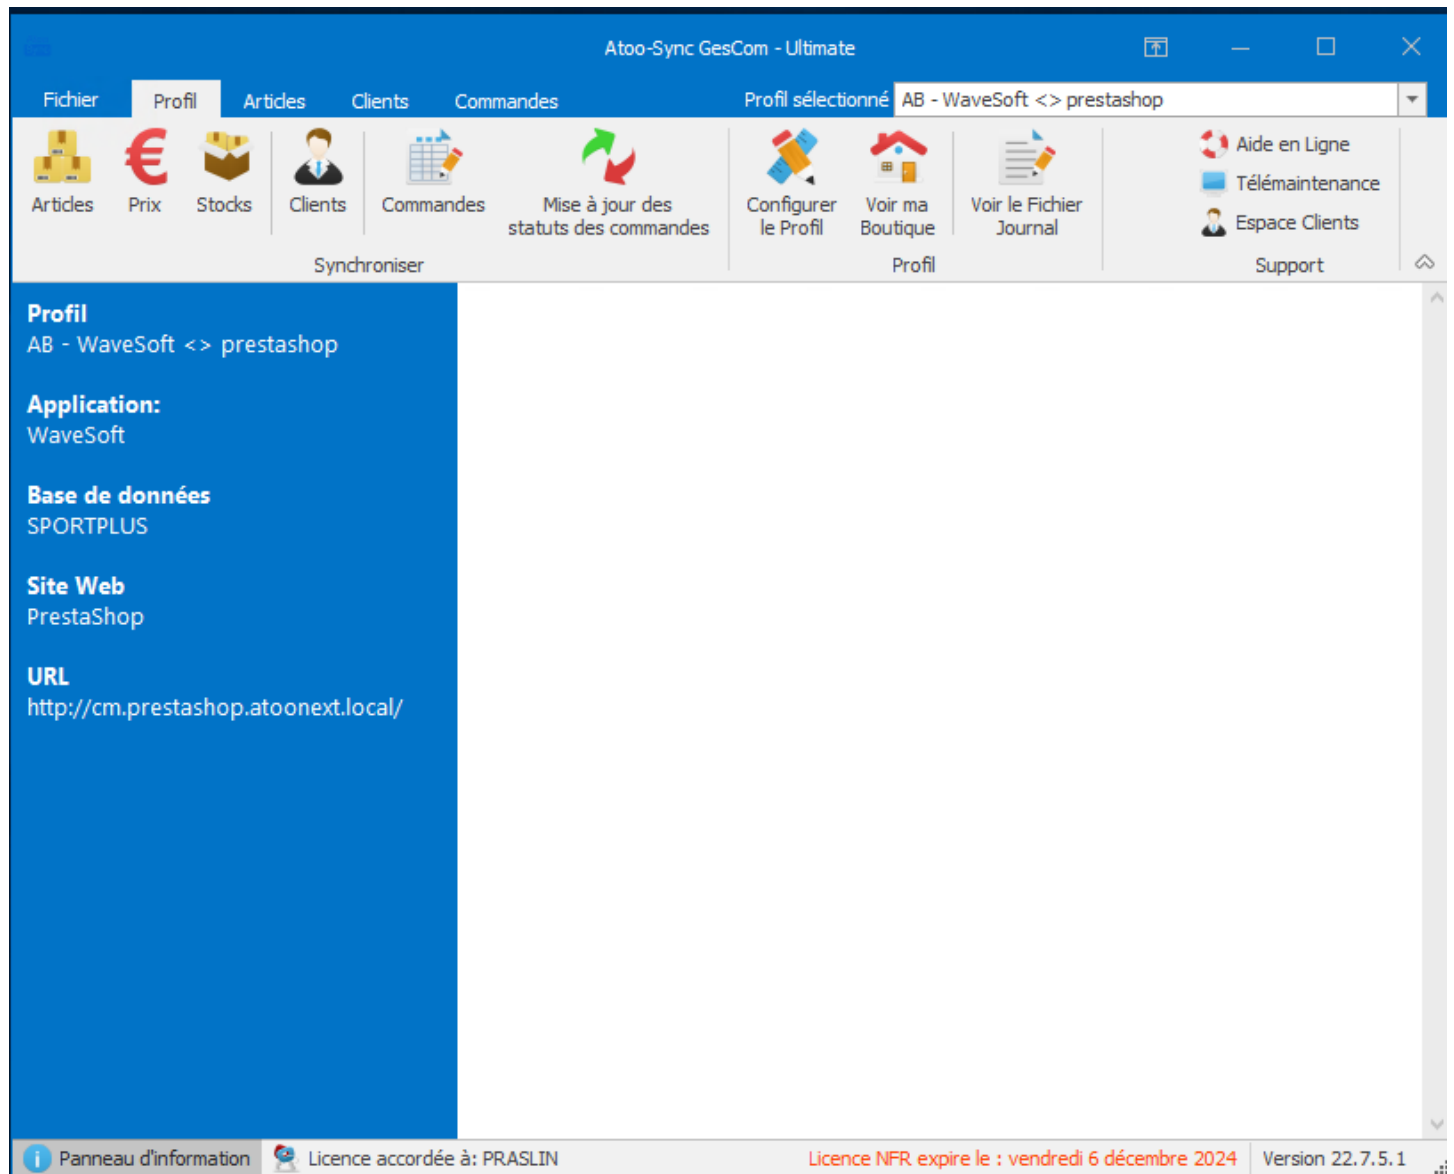 Atoo-Sync GesCom - Ultimate
Fichier Profil Articles Clients Commandes Profil sélectionné AB - WaveSoft <> prestashop
Articles Prix Stocks Clients Commandes Mise à jour des statuts des commandes Configurer le Profil Voir ma Boutique Voir le Fichier Journal
Aide en Ligne
Télémaintenance
Espace Clients
Synchroniser Profil Support
Profil
AB - WaveSoft <> prestashop
Application:
WaveSoft
Base de données
SPORTPLUS
Site Web
PrestaShop
URL
http://cm.prestashop.atoonext.local/
Panneau d'information Licence accordée à: PRASLIN Licence NFR expire le : vendredi 6 décembre 2024 Version 22.7.5.1